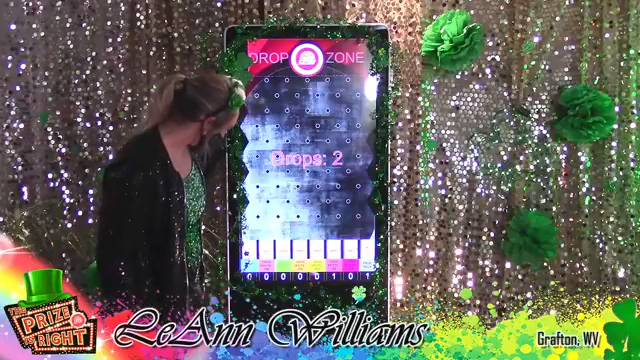 DROP ZONE
Drops: 2
0 0 0 0 0 1 0 1
THE
PRIZE
IS
RIGHT
LeAnn Williams
Grafton, WV